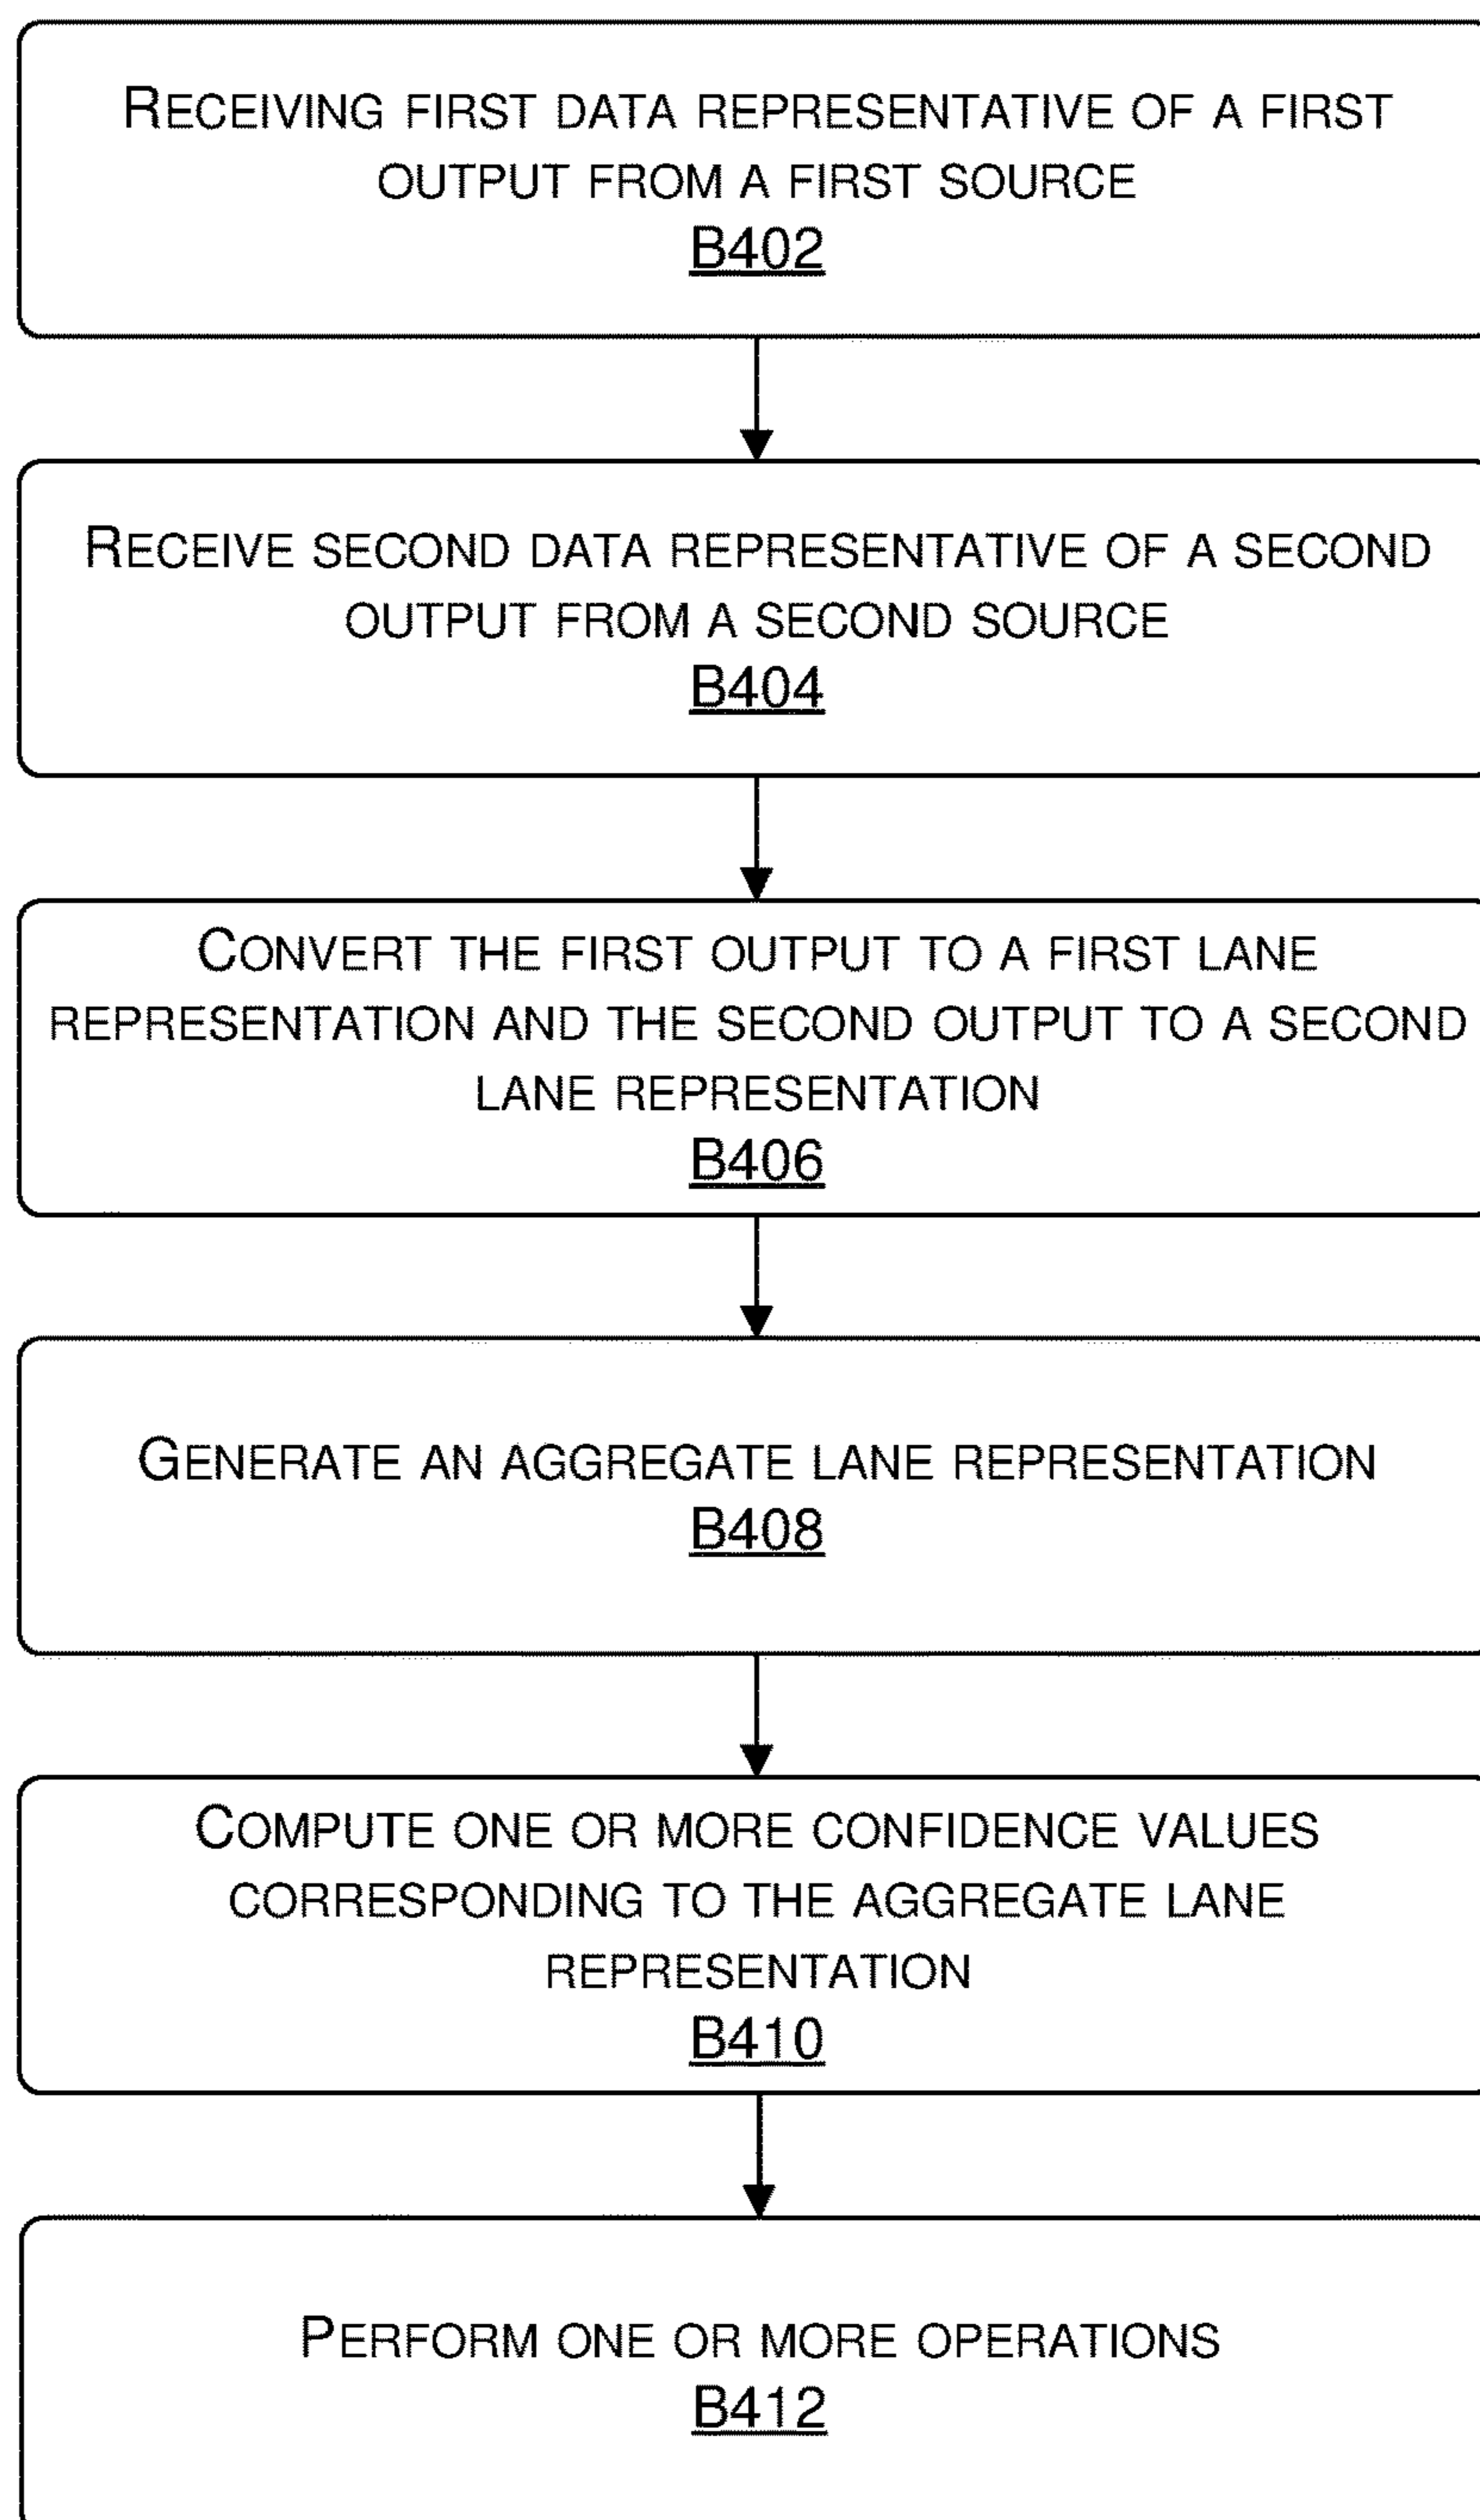 RECEIVING FIRST DATA REPRESENTATIVE OF A FIRST
OUTPUT FROM A FIRST SOURCE
B402
RECEIVE SECOND DATA REPRESENTATIVE OF A SECOND
OUTPUT FROM A SECOND SOURCE
B404
CONVERT THE FIRST OUTPUT TO A FIRST LANE
REPRESENTATION AND THE SECOND OUTPUT TO A SECOND
LANE REPRESENTATION
B406
GENERATE AN AGGREGATE LANE REPRESENTATION
B408
COMPUTE ONE OR MORE CONFIDENCE VALUES
CORRESPONDING TO THE AGGREGATE LANE
REPRESENTATION
B410
PERFORM ONE OR MORE OPERATIONS
B412